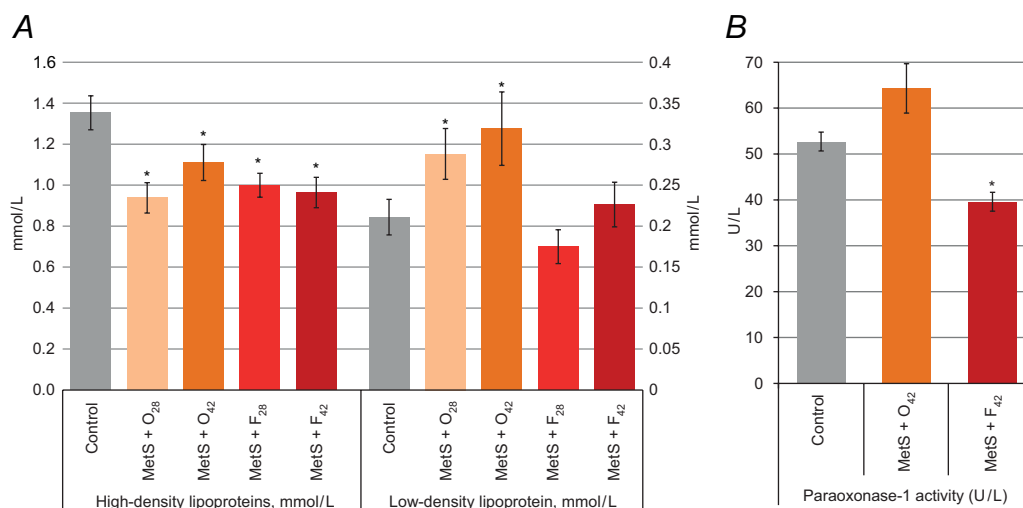 A
1.6
1.4
1.2
1.0
0.8
0.6
0.4
0.2
0.0
mmol/L
*
*
*
*
*
*
0.4
0.35
0.3
0.25
0.2
0.15
0.1
0.05
0
mmol/L
Control
MetS + O28
MetS + O42
MetS + F28
MetS + F42
Control
MetS + O28
MetS + O42
MetS + F28
MetS + F42
High-density lipoproteins, mmol/L
Low-density lipoprotein, mmol/L
B
70
60
50
40
30
20
10
0
U/L
*
Control
MetS + O42
MetS + F42
Paraoxonase-1 activity (U/L)